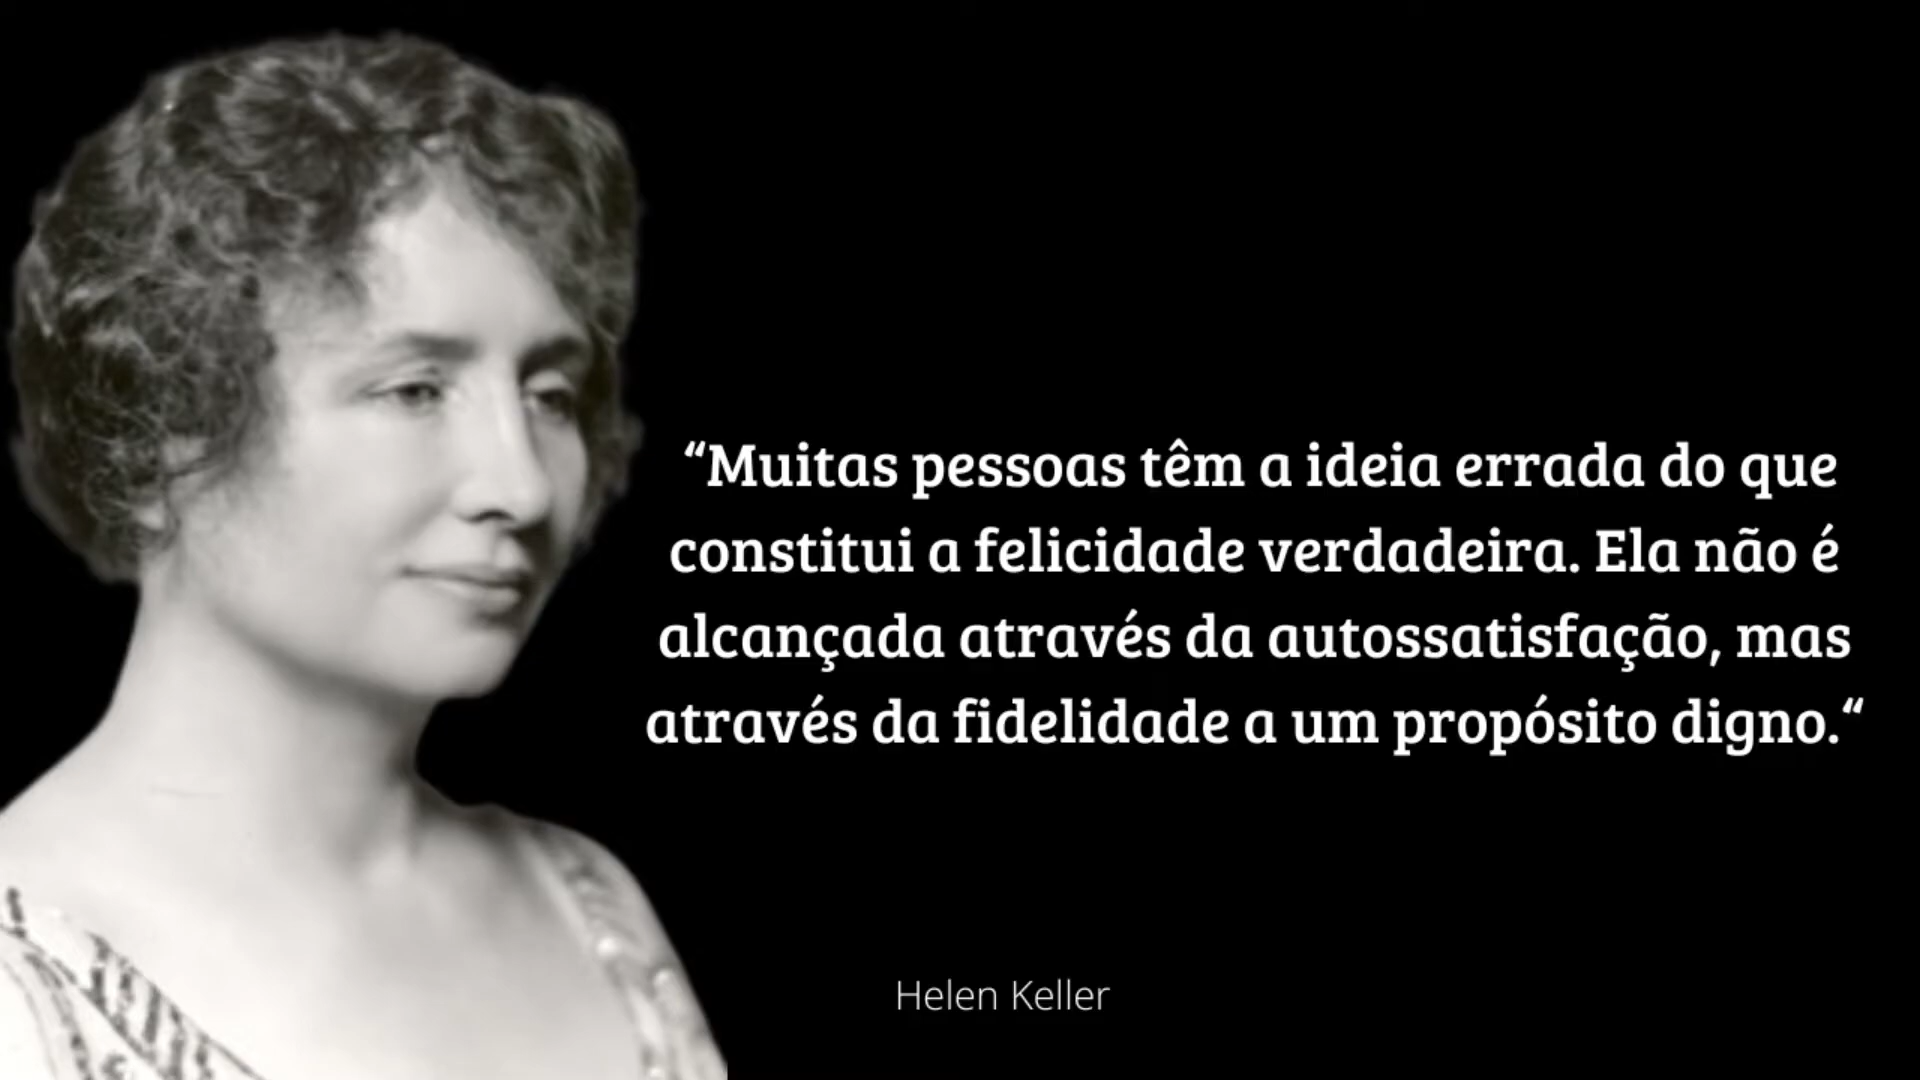 “Muitas pessoas têm a ideia errada do que
constitui a felicidade verdadeira. Ela não é
alcançada através da autossatisfação, mas
através da fidelidade a um propósito digno.“
Helen Keller